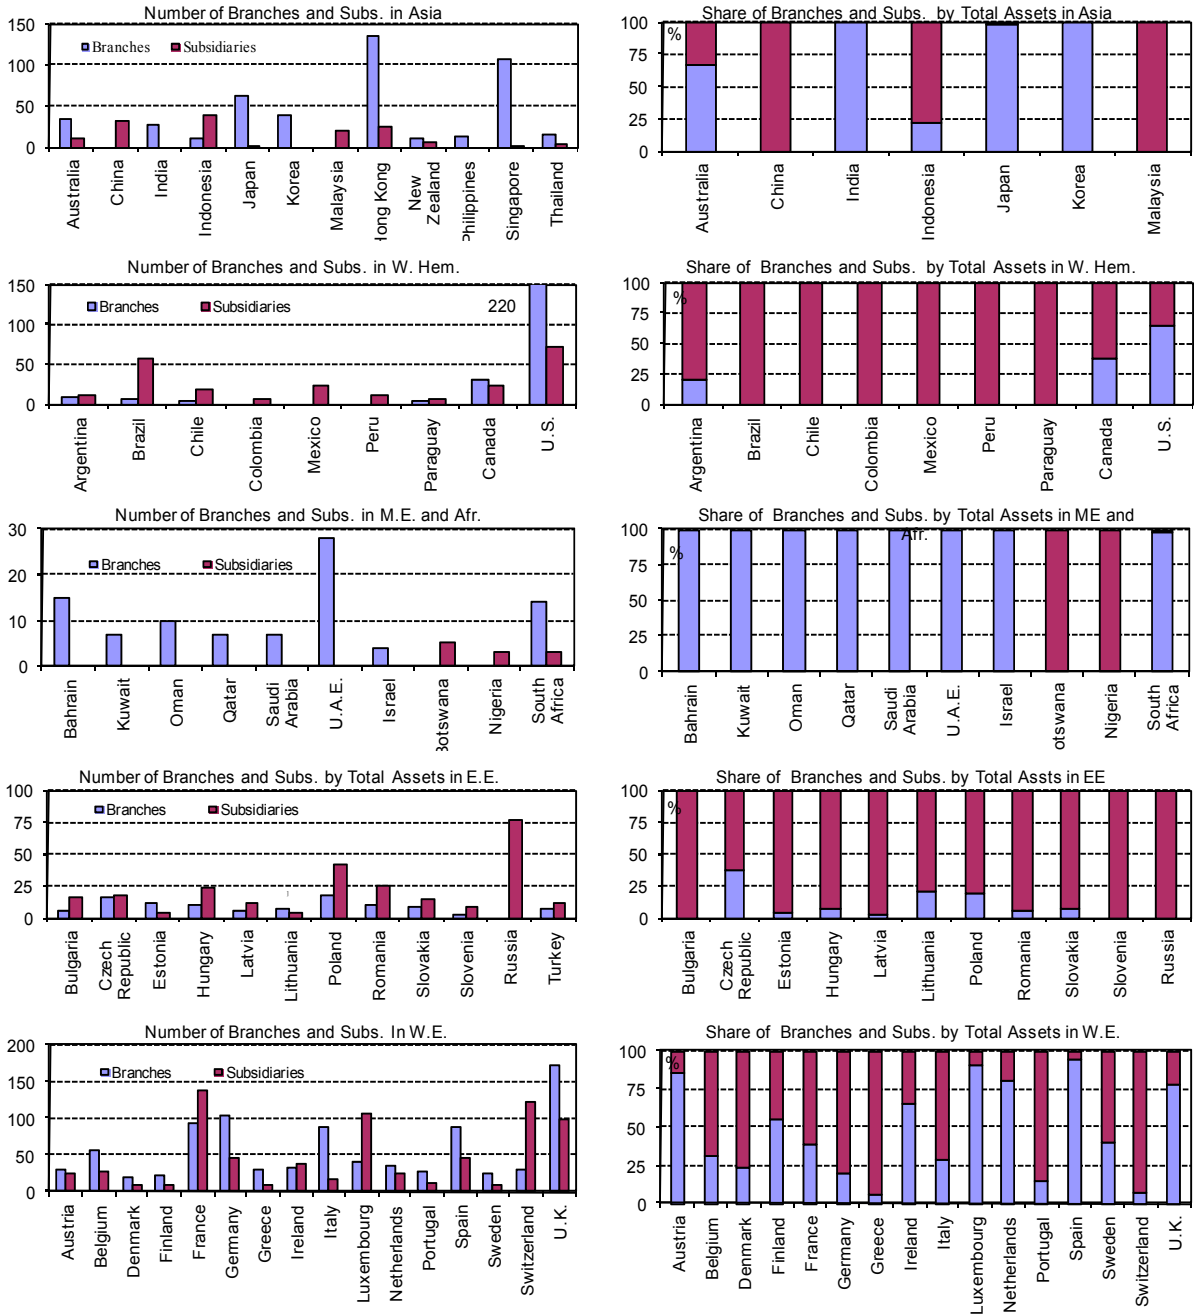 Number of Branches and Subs. in Asia
150
100
50
0
Branches
Subsidiaries
Australia
China
India
Indonesia
Japan
Korea
Malaysia
Hong Kong
New
Zealand
Philippines
Singapore
Thailand
Share of Branches and Subs. by Total Assets in Asia
%
100
75
50
25
0
Australia
China
India
Indonesia
Japan
Korea
Malaysia
Number of Branches and Subs. in W. Hem.
150
100
50
0
Branches
Subsidiaries
220
Argentina
Brazil
Chile
Colombia
Mexico
Peru
Paraguay
Canada
U.S.
Share of Branches and Subs. by Total Assets in W. Hem.
%
100
75
50
25
0
Argentina
Brazil
Chile
Colombia
Mexico
Peru
Paraguay
Canada
U.S.
Number of Branches and Subs. in M.E. and Afr.
30
20
10
0
Branches
Subsidiaries
Bahrain
Kuwait
Oman
Qatar
Saudi
Arabia
U.A.E.
Israel
Botswana
Nigeria
South
Africa
Share of Branches and Subs. by Total Assets in ME and
Afr.
%
100
75
50
25
0
Bahrain
Kuwait
Oman
Qatar
Saudi
Arabia
U.A.E.
Israel
otswana
Nigeria
South
Africa
Number of Branches and Subs. by Total Assets in E.E.
100
75
50
25
0
Branches
Subsidiaries
Bulgaria
Czech
Republic
Estonia
Hungary
Latvia
Lithuania
Poland
Romania
Slovakia
Slovenia
Russia
Turkey
Share of Branches and Subs. by Total Assts in EE
%
100
75
50
25
0
Bulgaria
Czech
Republic
Estonia
Hungary
Latvia
Lithuania
Poland
Romania
Slovakia
Slovenia
Russia
Number of Branches and Subs. In W.E.
200
150
100
50
0
Branches
Subsidiaries
Austria
Belgium
Denmark
Finland
France
Germany
Greece
Ireland
Italy
Luxembourg
Netherlands
Portugal
Spain
Sweden
Switzerland
U.K.
Share of Branches and Subs. by Total Assets in W.E.
%
100
75
50
25
0
Austria
Belgium
Denmark
Finland
France
Germany
Greece
Ireland
Italy
Luxembourg
Netherlands
Portugal
Spain
Sweden
Switzerland
U.K.